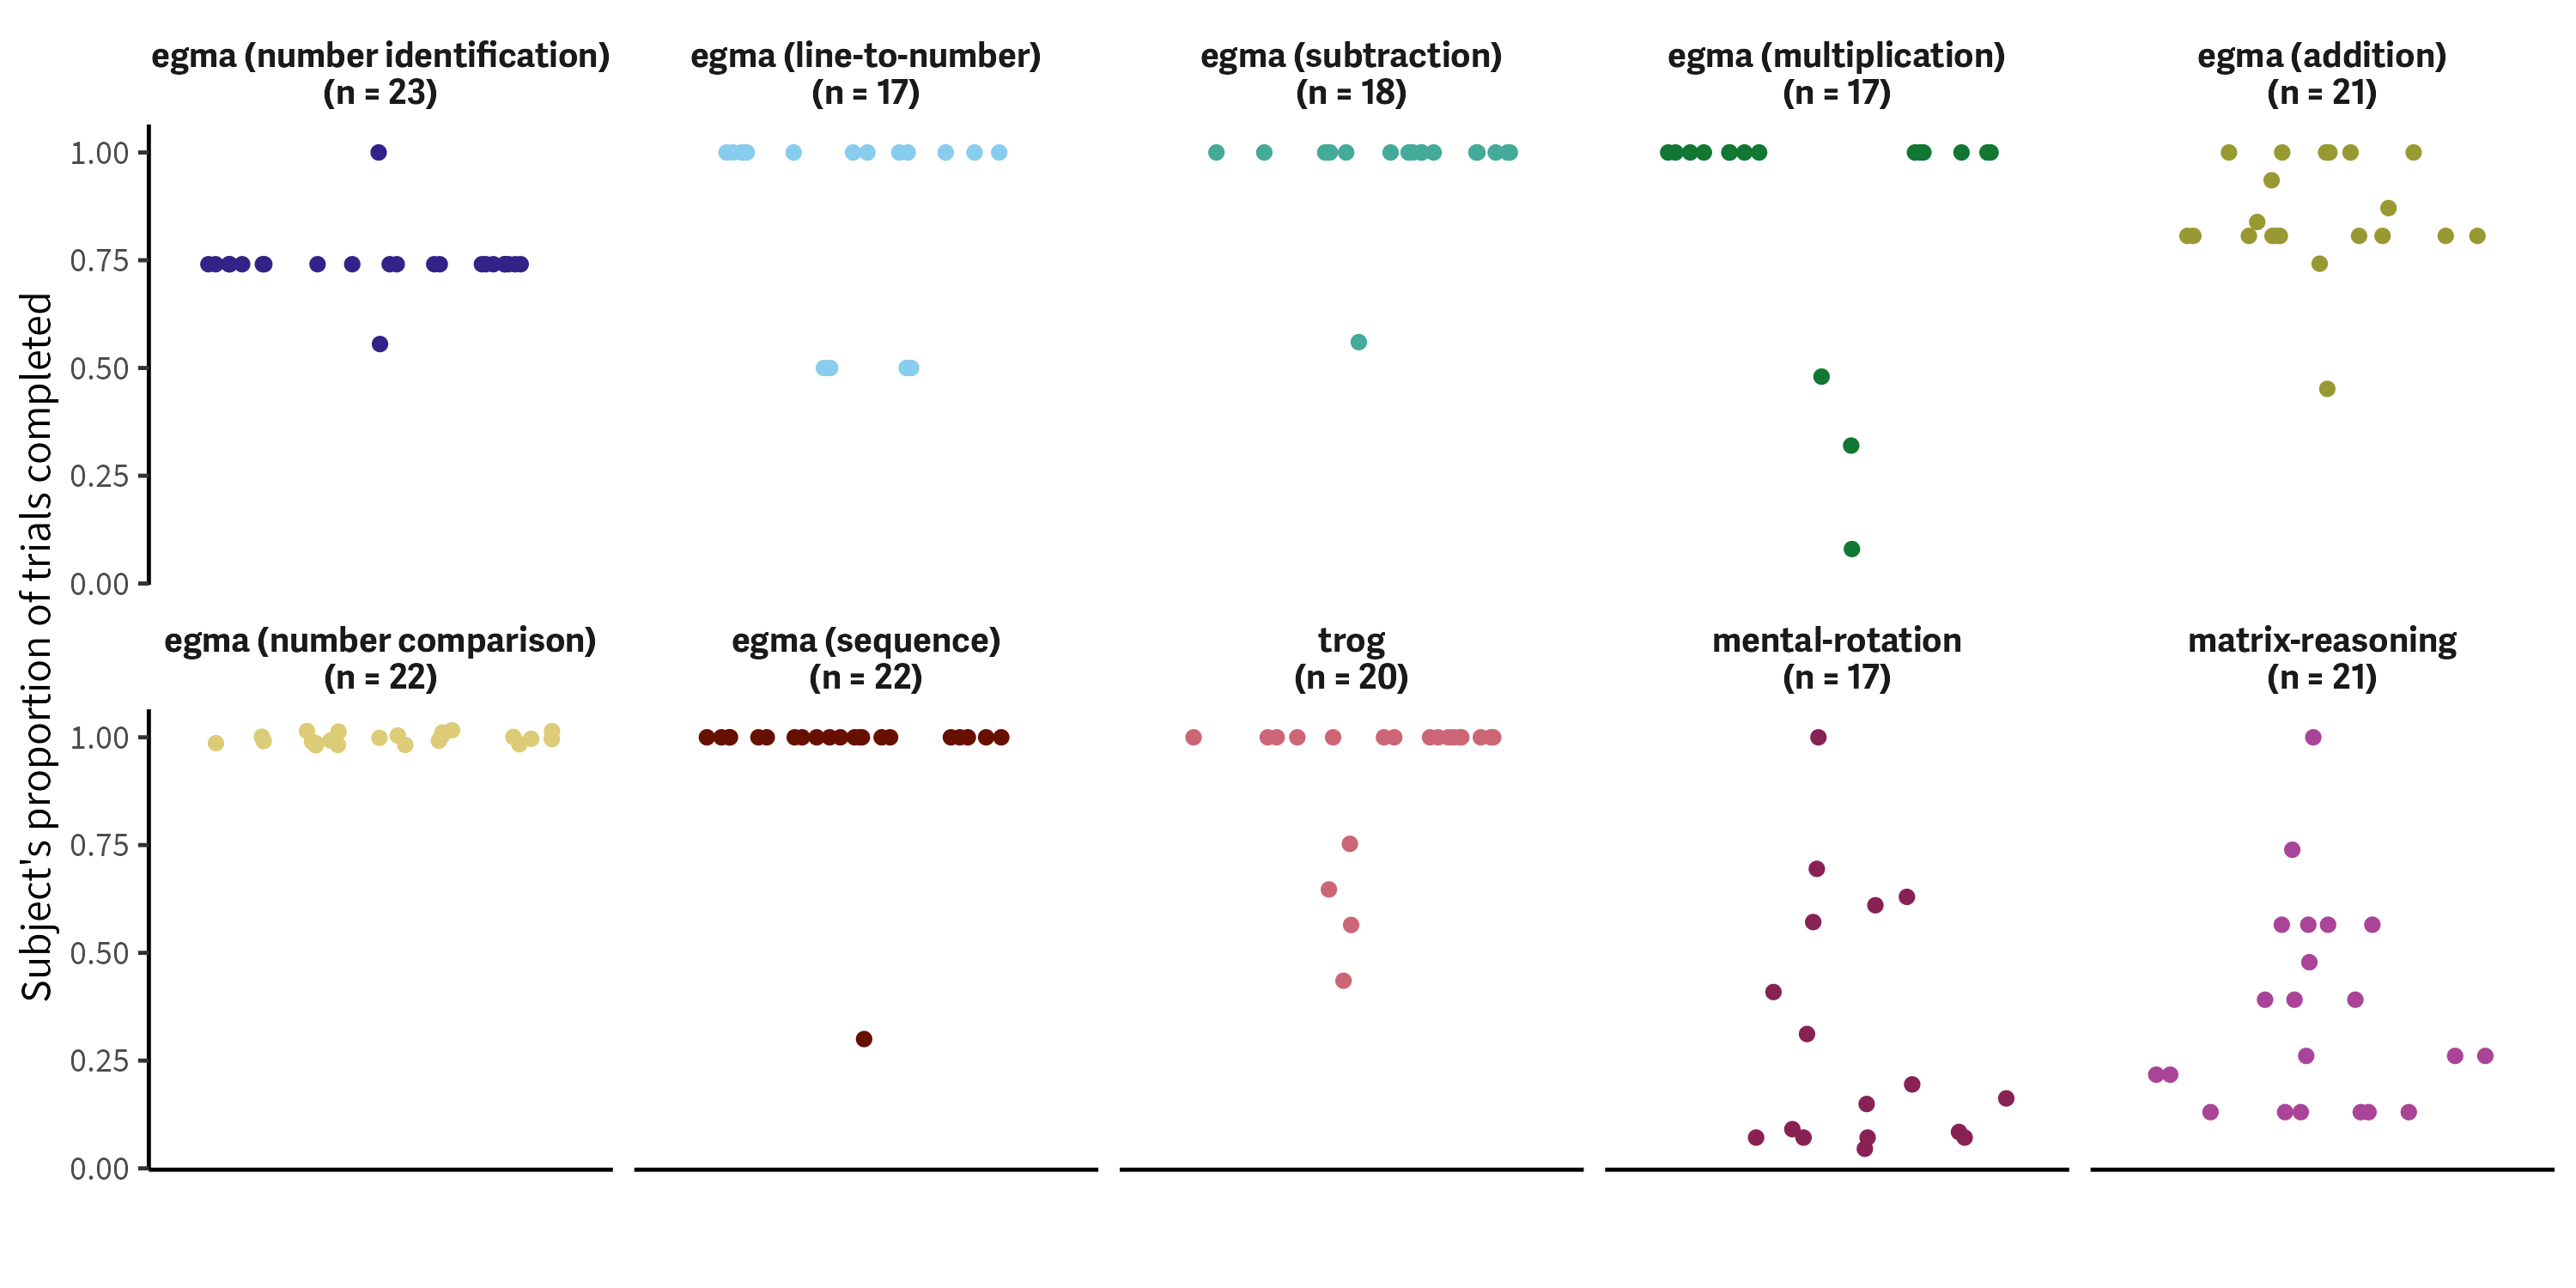 egma (number identification)
(n = 23)
egma (line-to-number)
(n = 17)
egma (subtraction)
(n = 18)
egma (multiplication)
(n = 17)
egma (addition)
(n = 21)
1.00
0.75
0.50
0.25
0.00
Subject's proportion of trials completed
egma (number comparison)
(n = 22)
egma (sequence)
(n = 22)
trog
(n = 20)
mental-rotation
(n = 17)
matrix-reasoning
(n = 21)
1.00
0.75
0.50
0.25
0.00